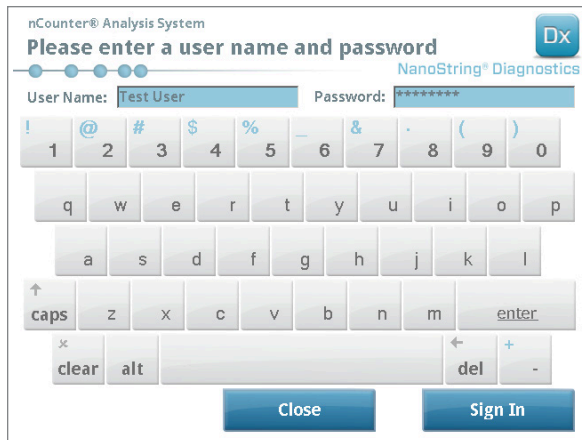 nCounter® Analysis System
Please enter a user name and password
Dx
NanoString® Diagnostics
User Name: Test User Password: ********
! @ # $ % _ & . ( )
1 2 3 4 5 6 7 8 9 0
q w e r t y u i o p
a s d f g h j k l
caps z x c v b n m enter
clear alt del + -
Close Sign In